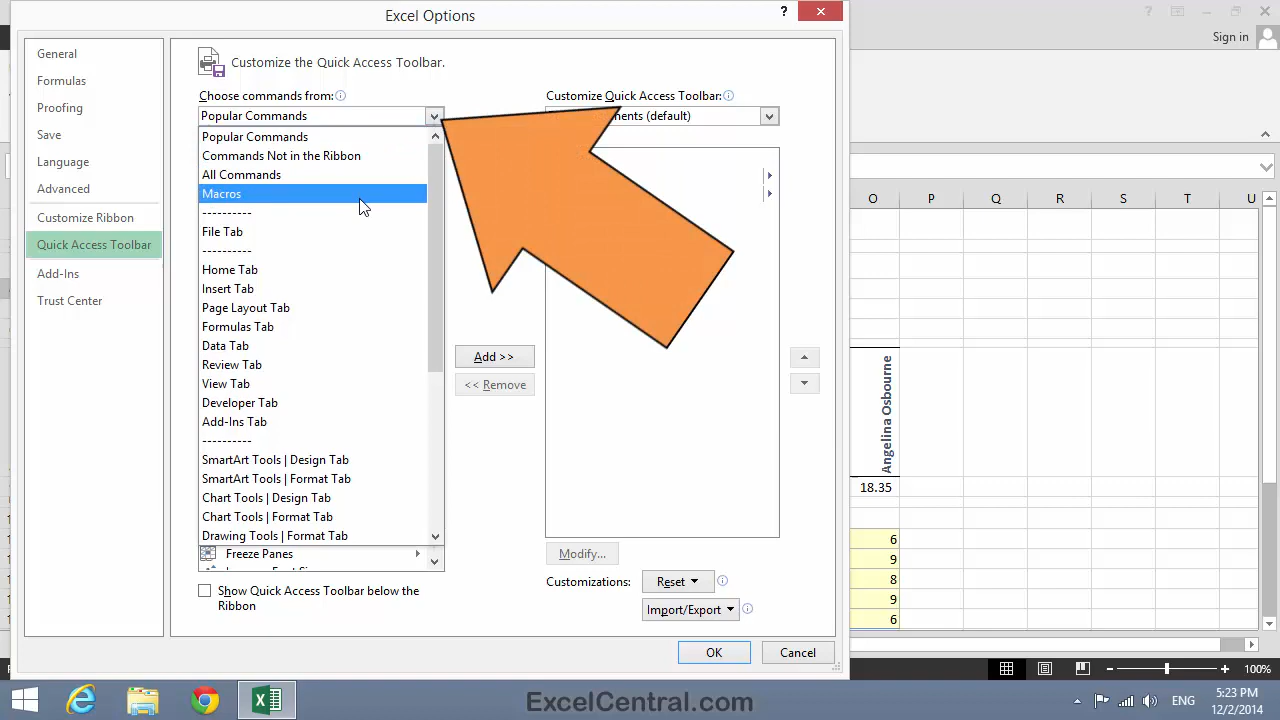 Excel Options
?
Sign in
General
Formulas
Proofing
Save
Language
Advanced
Customize Ribbon
Quick Access Toolbar
Add-Ins
Trust Center
Customize the Quick Access Toolbar.
Choose commands from:
Popular Commands
Popular Commands
Commands Not in the Ribbon
All Commands
Macros
----------
File Tab
----------
Home Tab
Insert Tab
Page Layout Tab
Formulas Tab
Data Tab
Review Tab
View Tab
Developer Tab
Add-Ins Tab
----------
SmartArt Tools | Design Tab
SmartArt Tools | Format Tab
Chart Tools | Design Tab
Chart Tools | Format Tab
Drawing Tools | Format Tab
Freeze Panes
Show Quick Access Toolbar below the
Ribbon
Add >>
<< Remove
Customize Quick Access Toolbar:
ents (default)
Modify...
Customizations: Reset
Import/Export
OK Cancel
O P Q R S T U
Angelina Osbourne
18.35
6
9
8
9
6
100%
ExcelCentral.com
ENG
5:23 PM
12/2/2014